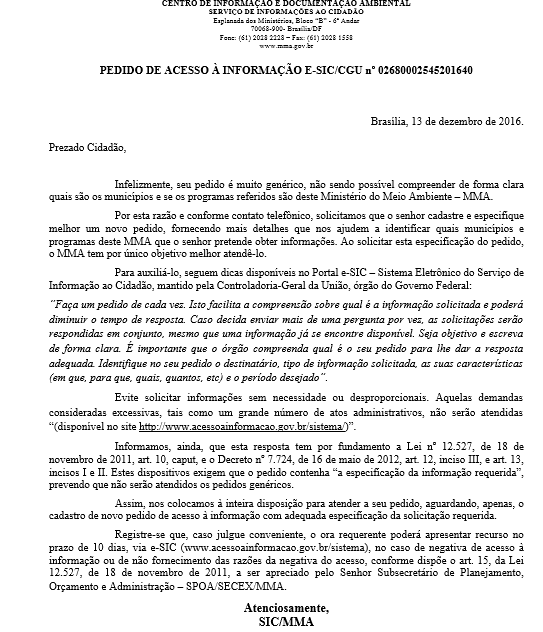 CENTRO DE INFORMAÇÃO E DOCUMENTAÇÃO AMBIENTAL
SERVIÇO DE INFORMAÇÕES AO CIDADÃO
Esplanada dos Ministérios, Bloco “B” - 6º Andar
70068-900- Brasília/DF
Fone: (61) 2028 2228 – Fax: (61) 2028 1558
www.mma.gov.br
PEDIDO DE ACESSO À INFORMAÇÃO E-SIC/CGU nº 02680002545201640
Brasília, 13 de dezembro de 2016.
Prezado Cidadão,
Infelizmente, seu pedido é muito genérico, não sendo possível compreender de forma clara
quais são os municípios e se os programas referidos são deste Ministério do Meio Ambiente – MMA.
Por esta razão e conforme contato telefônico, solicitamos que o senhor cadastre e especifique
melhor um novo pedido, fornecendo mais detalhes que nos ajudem a identificar quais municípios e
programas deste MMA que o senhor pretende obter informações. Ao solicitar esta especificação do pedido,
o MMA tem por único objetivo melhor atendê-lo.
Para auxiliá-lo, seguem dicas disponíveis no Portal e-SIC – Sistema Eletrônico do Serviço de
Informação ao Cidadão, mantido pela Controladoria-Geral da União, órgão do Governo Federal:
“Faça um pedido de cada vez. Isto facilita a compreensão sobre qual é a informação solicitada e poderá
diminuir o tempo de resposta. Caso decida enviar mais de uma pergunta por vez, as solicitações serão
respondidas em conjunto, mesmo que uma informação já se encontre disponível. Seja objetivo e escreva
de forma clara. É importante que o órgão compreenda qual é o seu pedido para lhe dar a resposta
adequada. Identifique no seu pedido o destinatário, tipo de informação solicitada, as suas características
(em que, para que, quais, quantos, etc) e o período desejado”.
Evite solicitar informações sem necessidade ou desproporcionais. Aquelas demandas
consideradas excessivas, tais como um grande número de atos administrativos, não serão atendidas
“(disponível no site http://www.acessoainformacao.gov.br/sistema/)”.
Informamos, ainda, que esta resposta tem por fundamento a Lei nº 12.527, de 18 de
novembro de 2011, art. 10, caput, e o Decreto nº 7.724, de 16 de maio de 2012, art. 12, inciso III, e art. 13,
incisos I e II. Estes dispositivos exigem que o pedido contenha “a especificação da informação requerida”,
prevendo que não serão atendidos os pedidos genéricos.
Assim, nos colocamos à inteira disposição para atender a seu pedido, aguardando, apenas, o
cadastro de novo pedido de acesso à informação com adequada especificação da solicitação requerida.
Registre-se que, caso julgue conveniente, o ora requerente poderá apresentar recurso no
prazo de 10 dias, via e-SIC (www.acessoainformacao.gov.br/sistema), no caso de negativa de acesso à
informação ou de não fornecimento das razões da negativa do acesso, conforme dispõe o art. 15, da Lei
12.527, de 18 de novembro de 2011, a ser apreciado pelo Senhor Subsecretário de Planejamento,
Orçamento e Administração – SPOA/SECEX/MMA.
Atenciosamente,
SIC/MMA